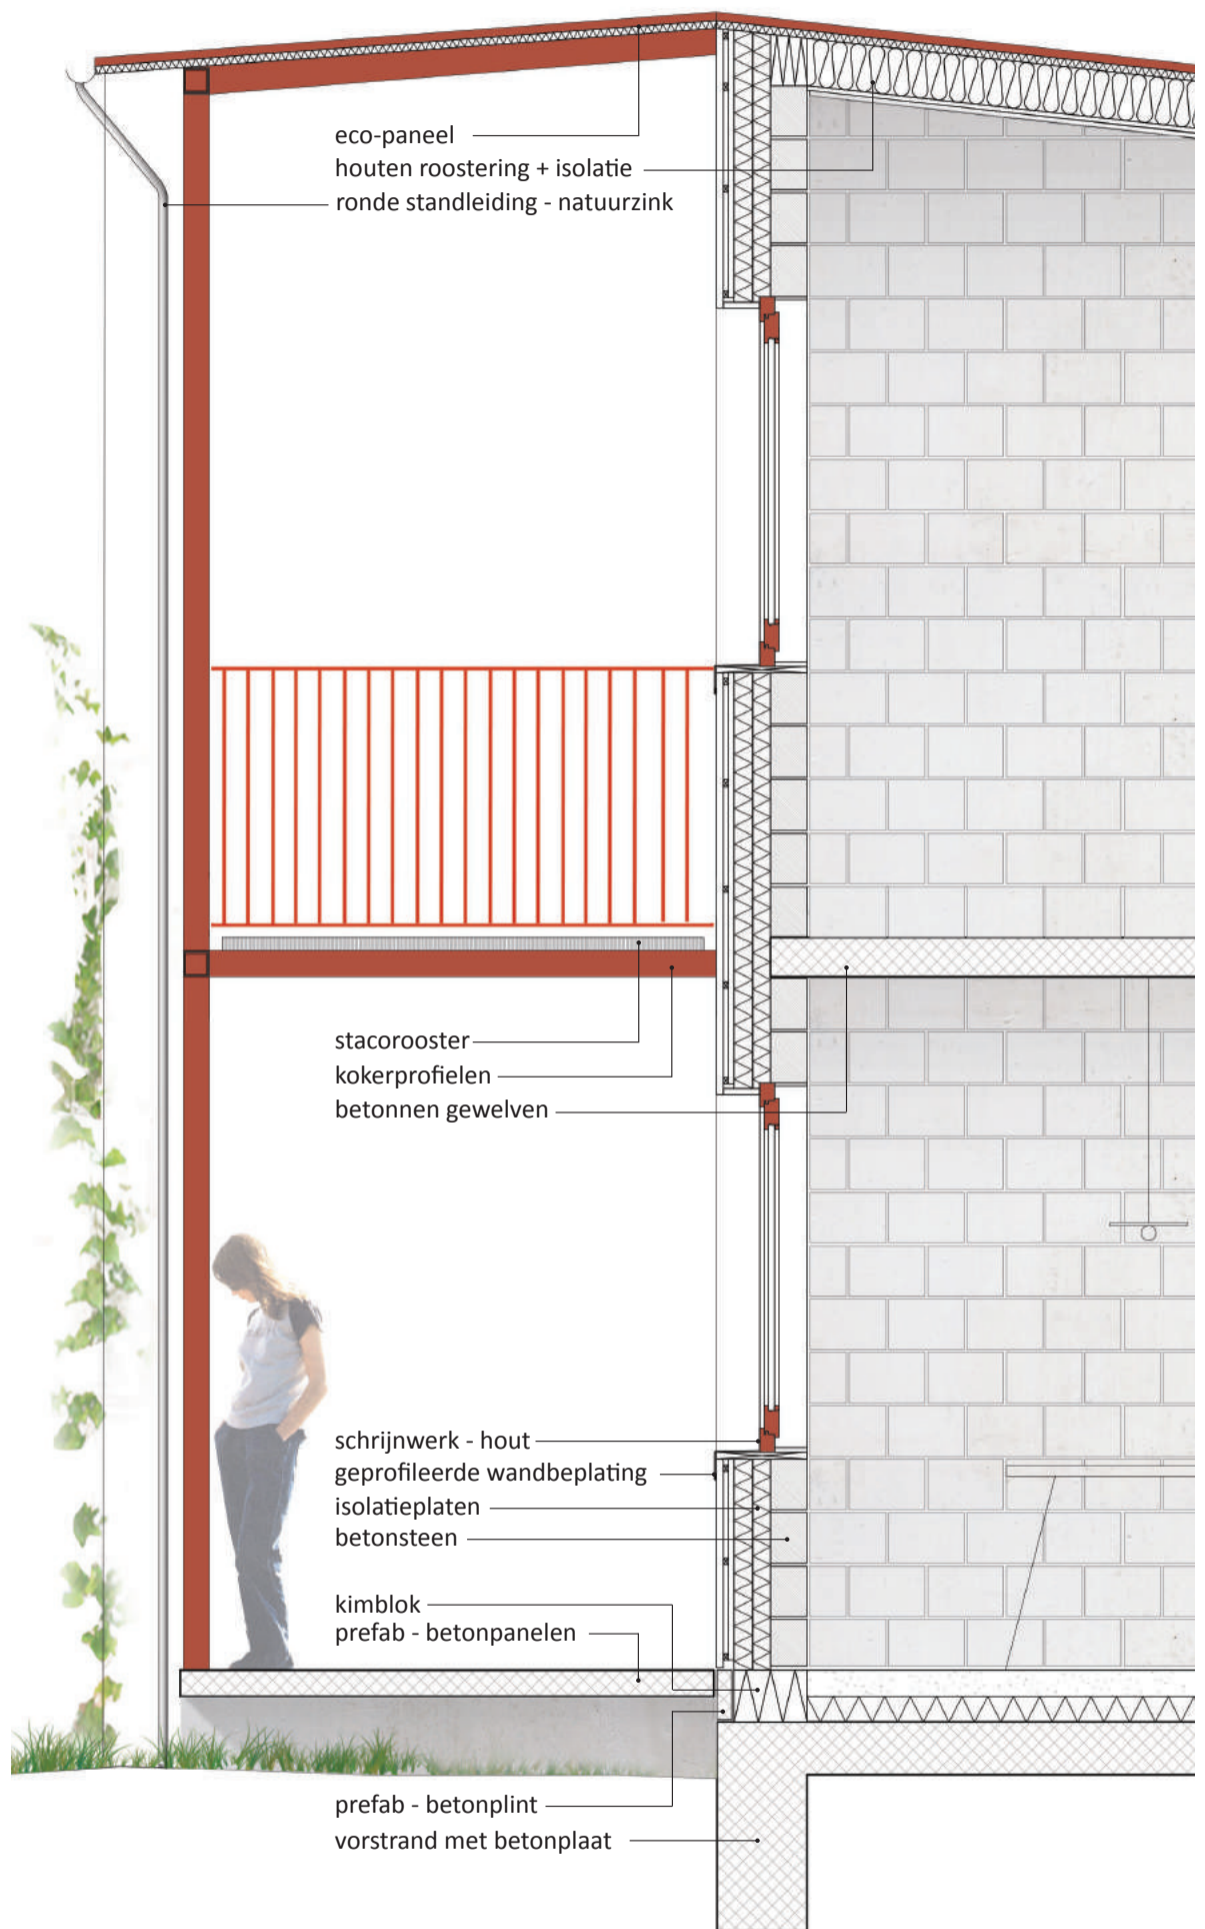 eco-paneel
houten roostering + isolatie
ronde standleiding - natuurzink
stacorooster
kokerprofielen
betonnen gewelven
schrijnwerk - hout
geprofileerde wandbeplating
isolatieplaten
betonsteen
kimblok
prefab - betonpanelen
prefab - betonplint
vorstrand met betonplaat